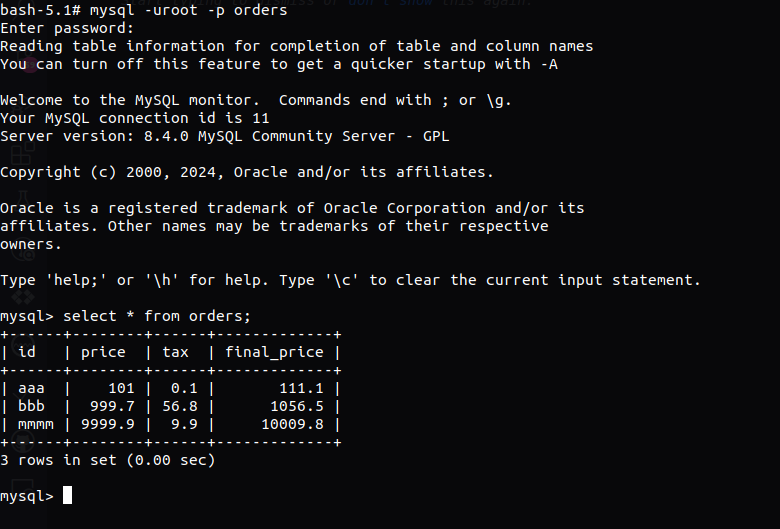 bash-5.1# mysql -uroot -p orders
Enter password:
Reading table information for completion of table and column names
You can turn off this feature to get a quicker startup with -A

Welcome to the MySQL monitor.  Commands end with ; or \g.
Your MySQL connection id is 11
Server version: 8.4.0 MySQL Community Server - GPL

Copyright (c) 2000, 2024, Oracle and/or its affiliates.

Oracle is a registered trademark of Oracle Corporation and/or its
affiliates. Other names may be trademarks of their respective
owners.

Type 'help;' or '\h' for help. Type '\c' to clear the current input statement.

mysql> select * from orders;
+------+--------+------+-------------+
| id   | price  | tax  | final_price |
+------+--------+------+-------------+
| aaa  |    101 |  0.1 |       111.1 |
| bbb  |  999.7 | 56.8 |      1056.5 |
| mmmm | 9999.9 |  9.9 |     10009.8 |
+------+--------+------+-------------+
3 rows in set (0.00 sec)

mysql>